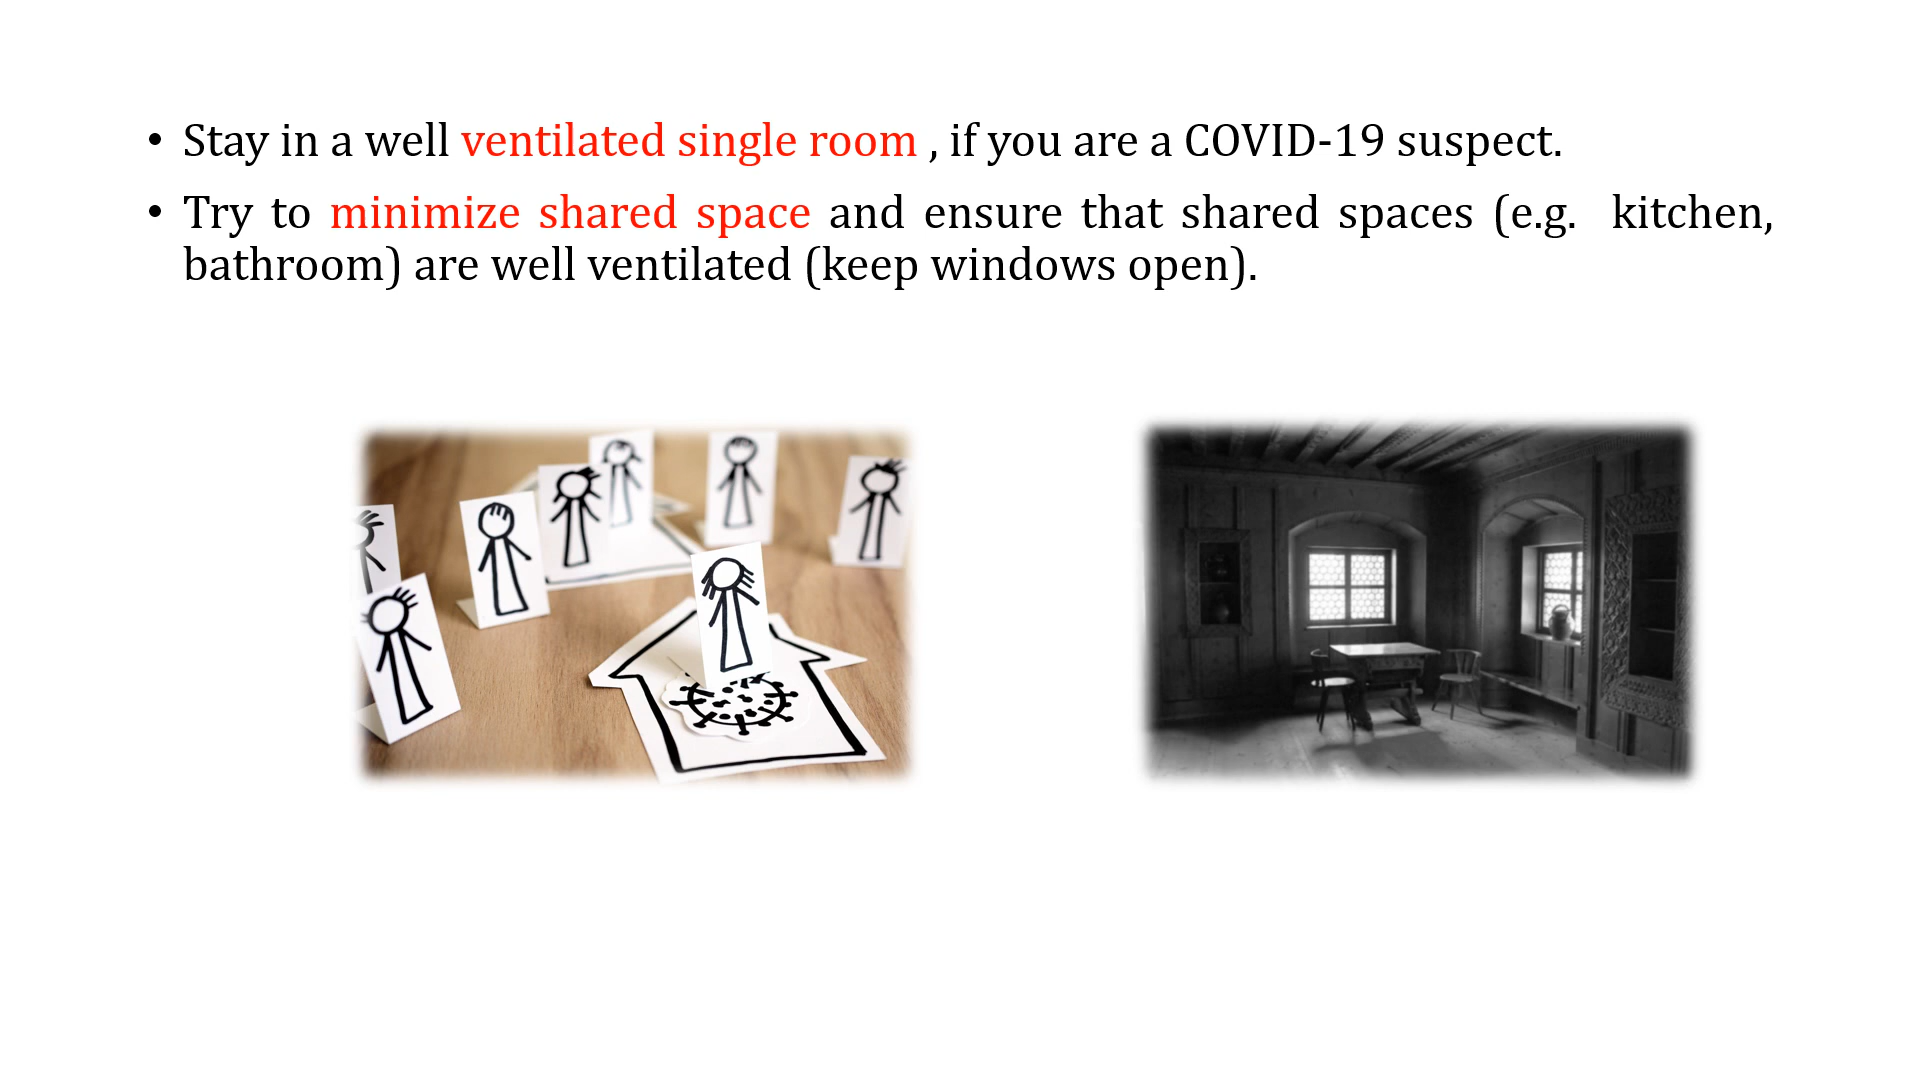 • Stay in a well ventilated single room , if you are a COVID-19 suspect.
• Try to minimize shared space and ensure that shared spaces (e.g.  kitchen,
bathroom) are well ventilated (keep windows open).